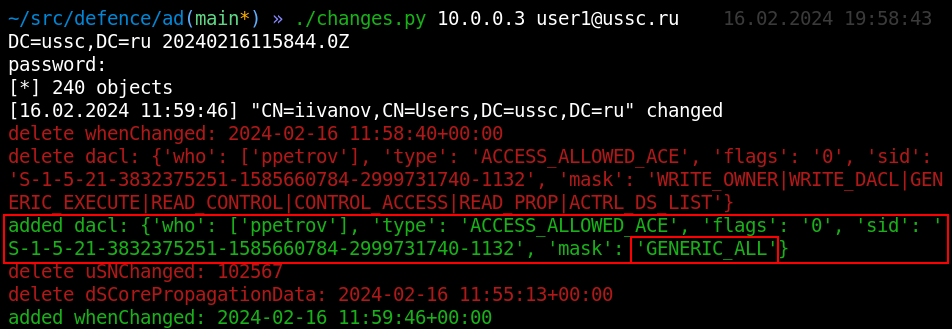 ~/src/defence/ad(main*) » ./changes.py 10.0.0.3 user1@ussc.ru 16.02.2024 19:58:43
DC=ussc,DC=ru 20240216115844.0Z
password:
[*] 240 objects
[16.02.2024 11:59:46] "CN=iivanov,CN=Users,DC=ussc,DC=ru" changed
delete whenChanged: 2024-02-16 11:58:40+00:00
delete dacl: {'who': ['ppetrov'], 'type': 'ACCESS_ALLOWED_ACE', 'flags': '0', 'sid':
'S-1-5-21-3832375251-1585660784-2999731740-1132', 'mask': 'WRITE_OWNER|WRITE_DACL|GEN
ERIC_EXECUTE|READ_CONTROL|CONTROL_ACCESS|READ_PROP|ACTRL_DS_LIST'}
added dacl: {'who': ['ppetrov'], 'type': 'ACCESS_ALLOWED_ACE', 'flags': '0', 'sid': '
S-1-5-21-3832375251-1585660784-2999731740-1132', 'mask': 'GENERIC_ALL'}
delete uSNChanged: 102567
delete dSCorePropagationData: 2024-02-16 11:55:13+00:00
added whenChanged: 2024-02-16 11:59:46+00:00